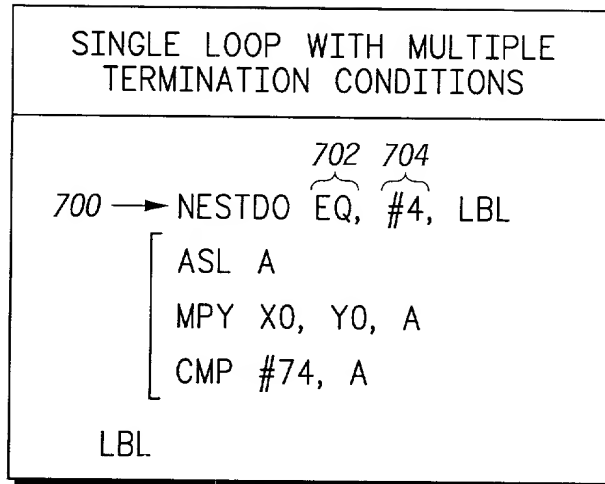 SINGLE LOOP WITH MULTIPLE
TERMINATION CONDITIONS
702 704
700 NESTDO EQ, #4, LBL
ASL A
MPY X0, Y0, A
CMP #74, A
LBL